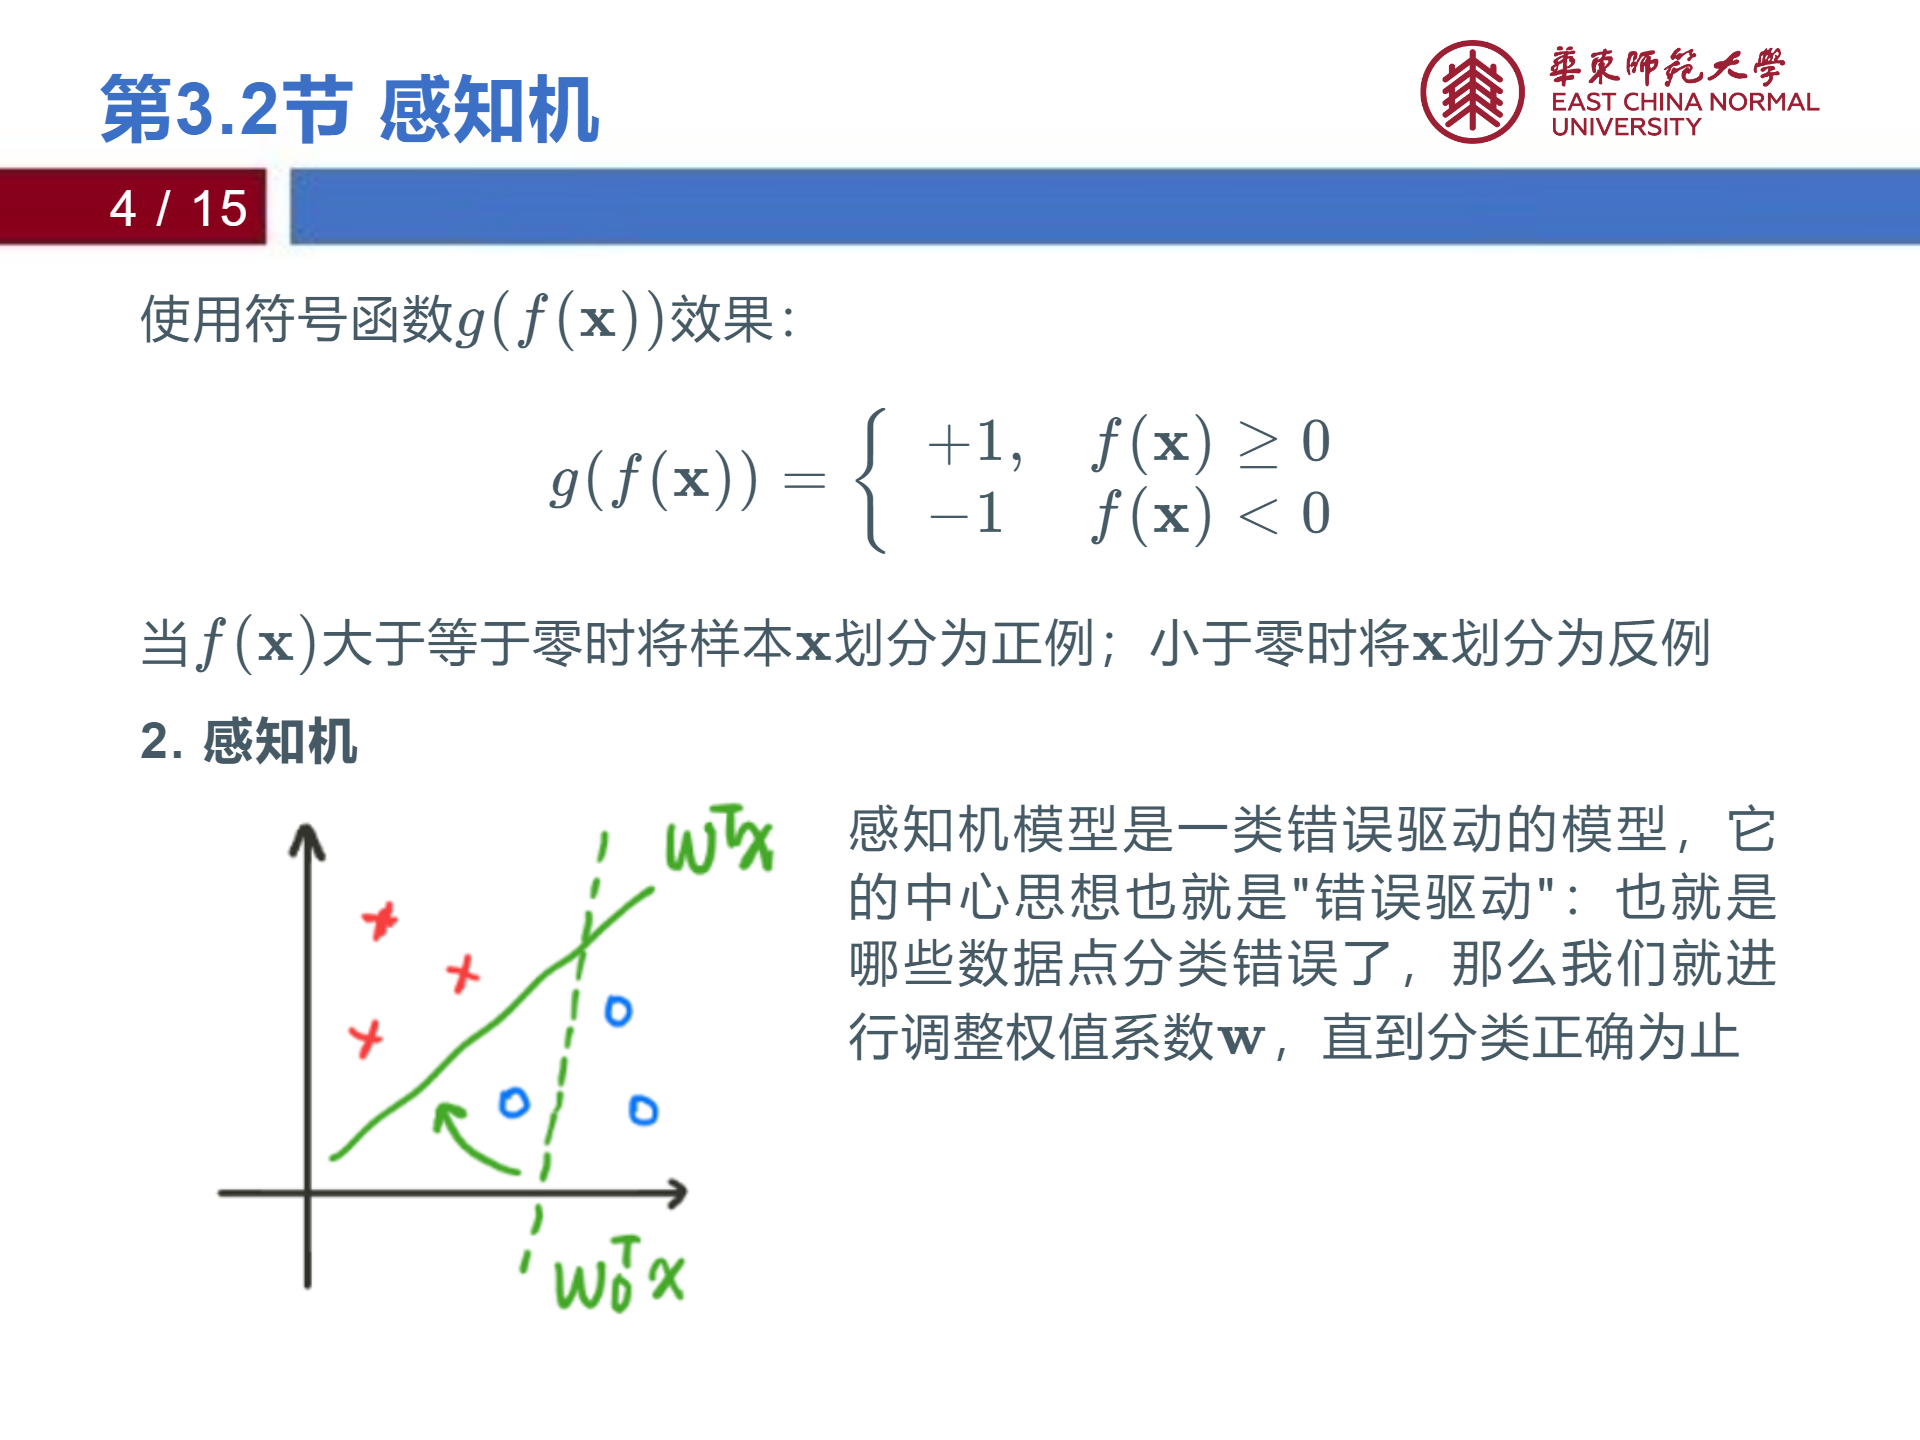 第3.2节 感知机
華東師範大學
EAST CHINA NORMAL
UNIVERSITY
4 / 15
使用符号函数g(f(x))效果：
g(f(x)) = { +1, f(x) ≥ 0
−1 f(x) < 0
当f(x)大于等于零时将样本x划分为正例；小于零时将x划分为反例
2. 感知机
感知机模型是一类错误驱动的模型，它
的中心思想也就是"错误驱动"：也就是
哪些数据点分类错误了，那么我们就进
行调整权值系数w，直到分类正确为止
W^T x
W_0^T x